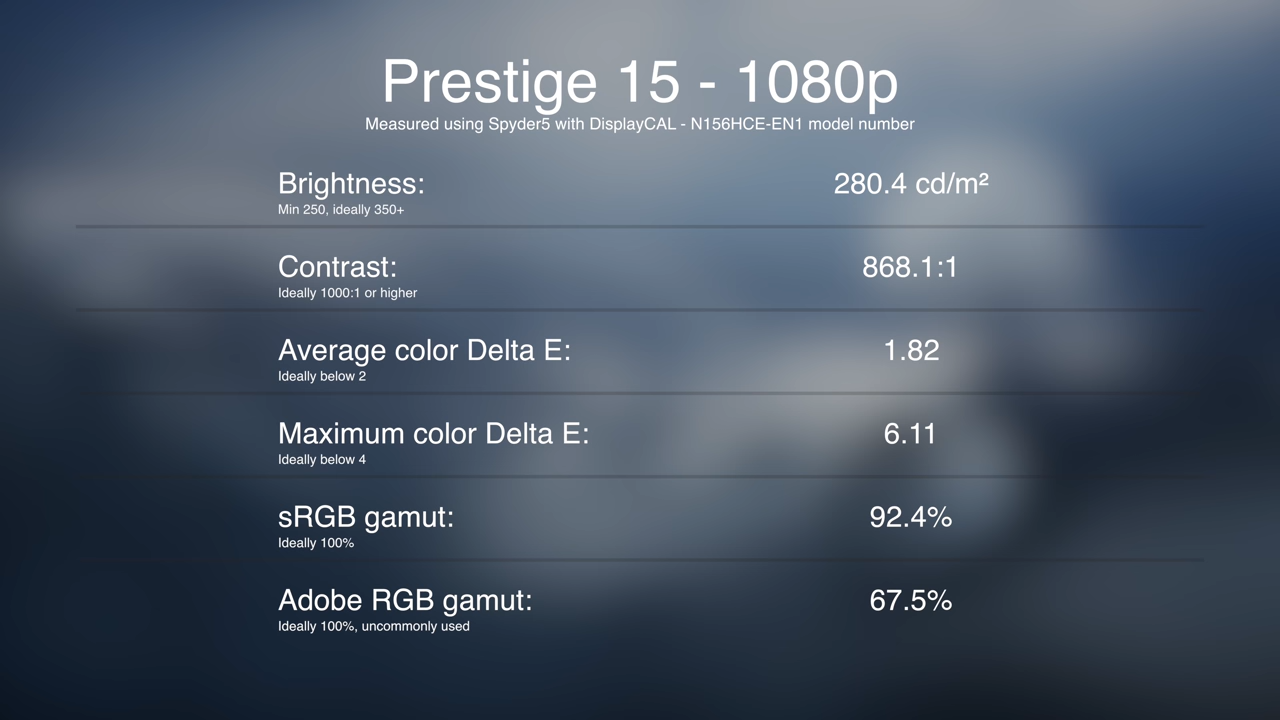 Prestige 15 - 1080p
Measured using Spyder5 with DisplayCAL - N156HCE-EN1 model number
Brightness: 280.4 cd/m²
Min 250, ideally 350+
Contrast: 868.1:1
Ideally 1000:1 or higher
Average color Delta E: 1.82
Ideally below 2
Maximum color Delta E: 6.11
Ideally below 4
sRGB gamut: 92.4%
Ideally 100%
Adobe RGB gamut: 67.5%
Ideally 100%, uncommonly used